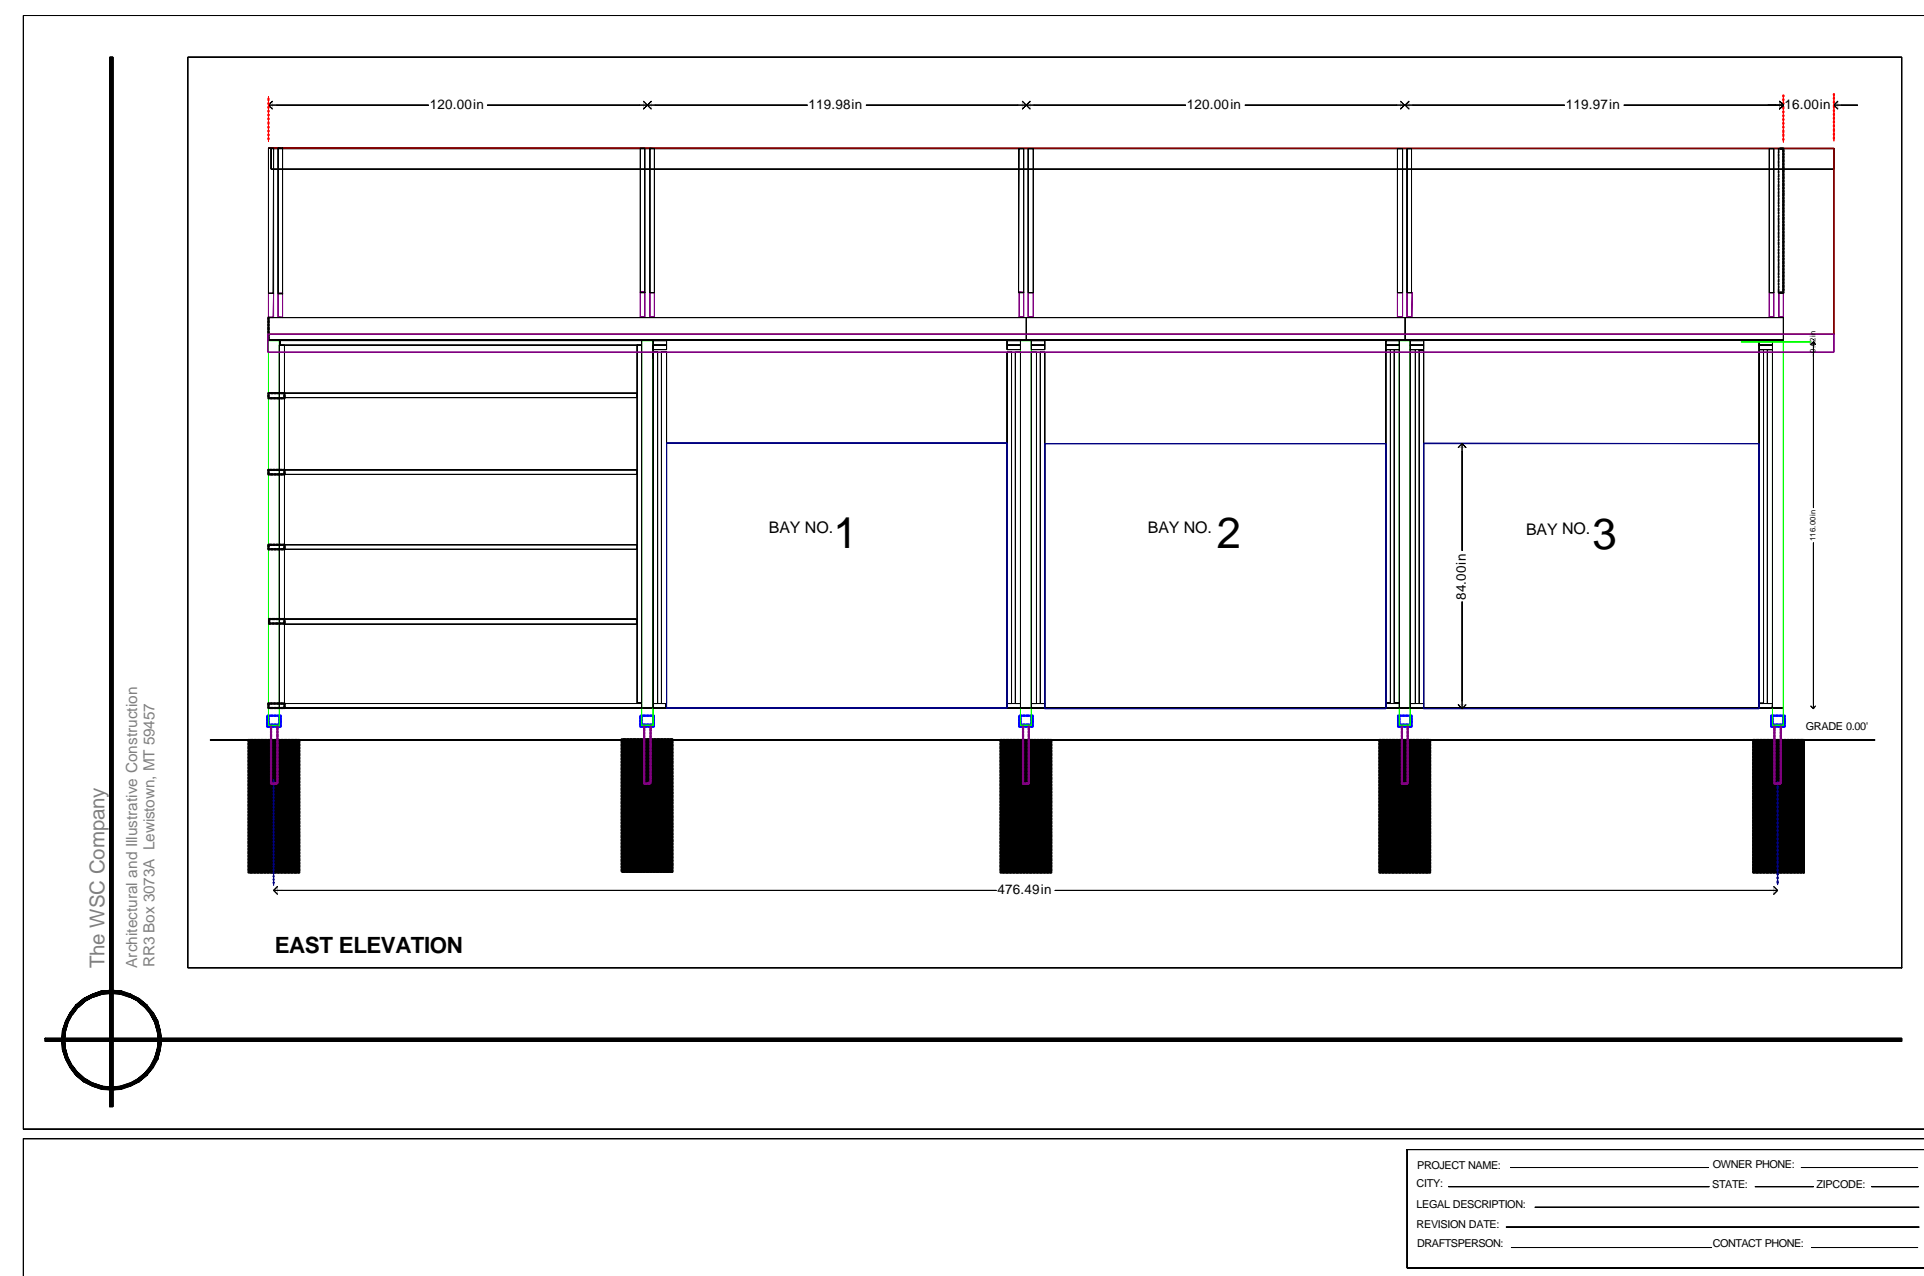 120.00in 119.98in 120.00in 119.97in 16.00in
BAY NO. 1
BAY NO. 2
BAY NO. 3
84.00in
116.00in
GRADE 0.00'
476.49in
EAST ELEVATION
The WSC Company
Architectural and Illustrative Construction
RR3 Box 3073A Lewistown, MT 59457
PROJECT NAME: OWNER PHONE:
CITY: STATE: ZIPCODE:
LEGAL DESCRIPTION:
REVISION DATE:
DRAFTSPERSON: CONTACT PHONE: